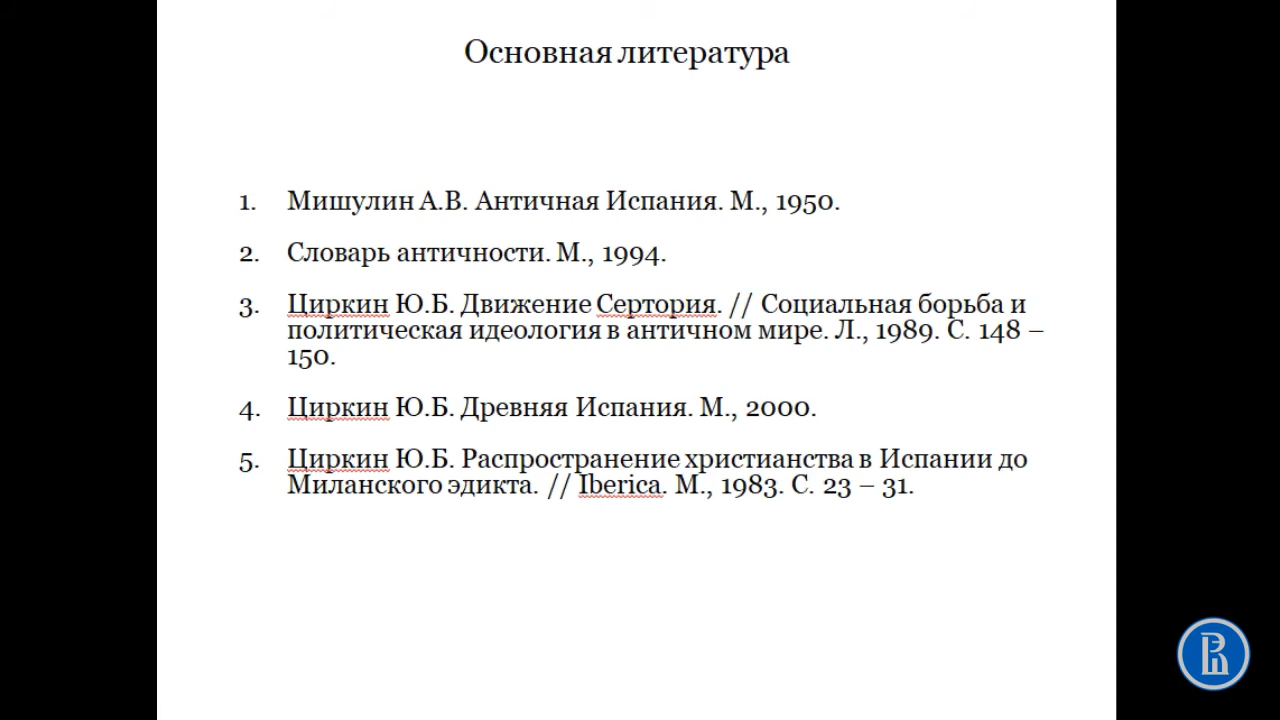 Основная литература
1. Мишулин А.В. Античная Испания. М., 1950.
2. Словарь античности. М., 1994.
3. Циркин Ю.Б. Движение Сертория. // Социальная борьба и
политическая идеология в античном мире. Л., 1989. С. 148 –
150.
4. Циркин Ю.Б. Древняя Испания. М., 2000.
5. Циркин Ю.Б. Распространение христианства в Испании до
Миланского эдикта. // Iberica. М., 1983. С. 23 – 31.